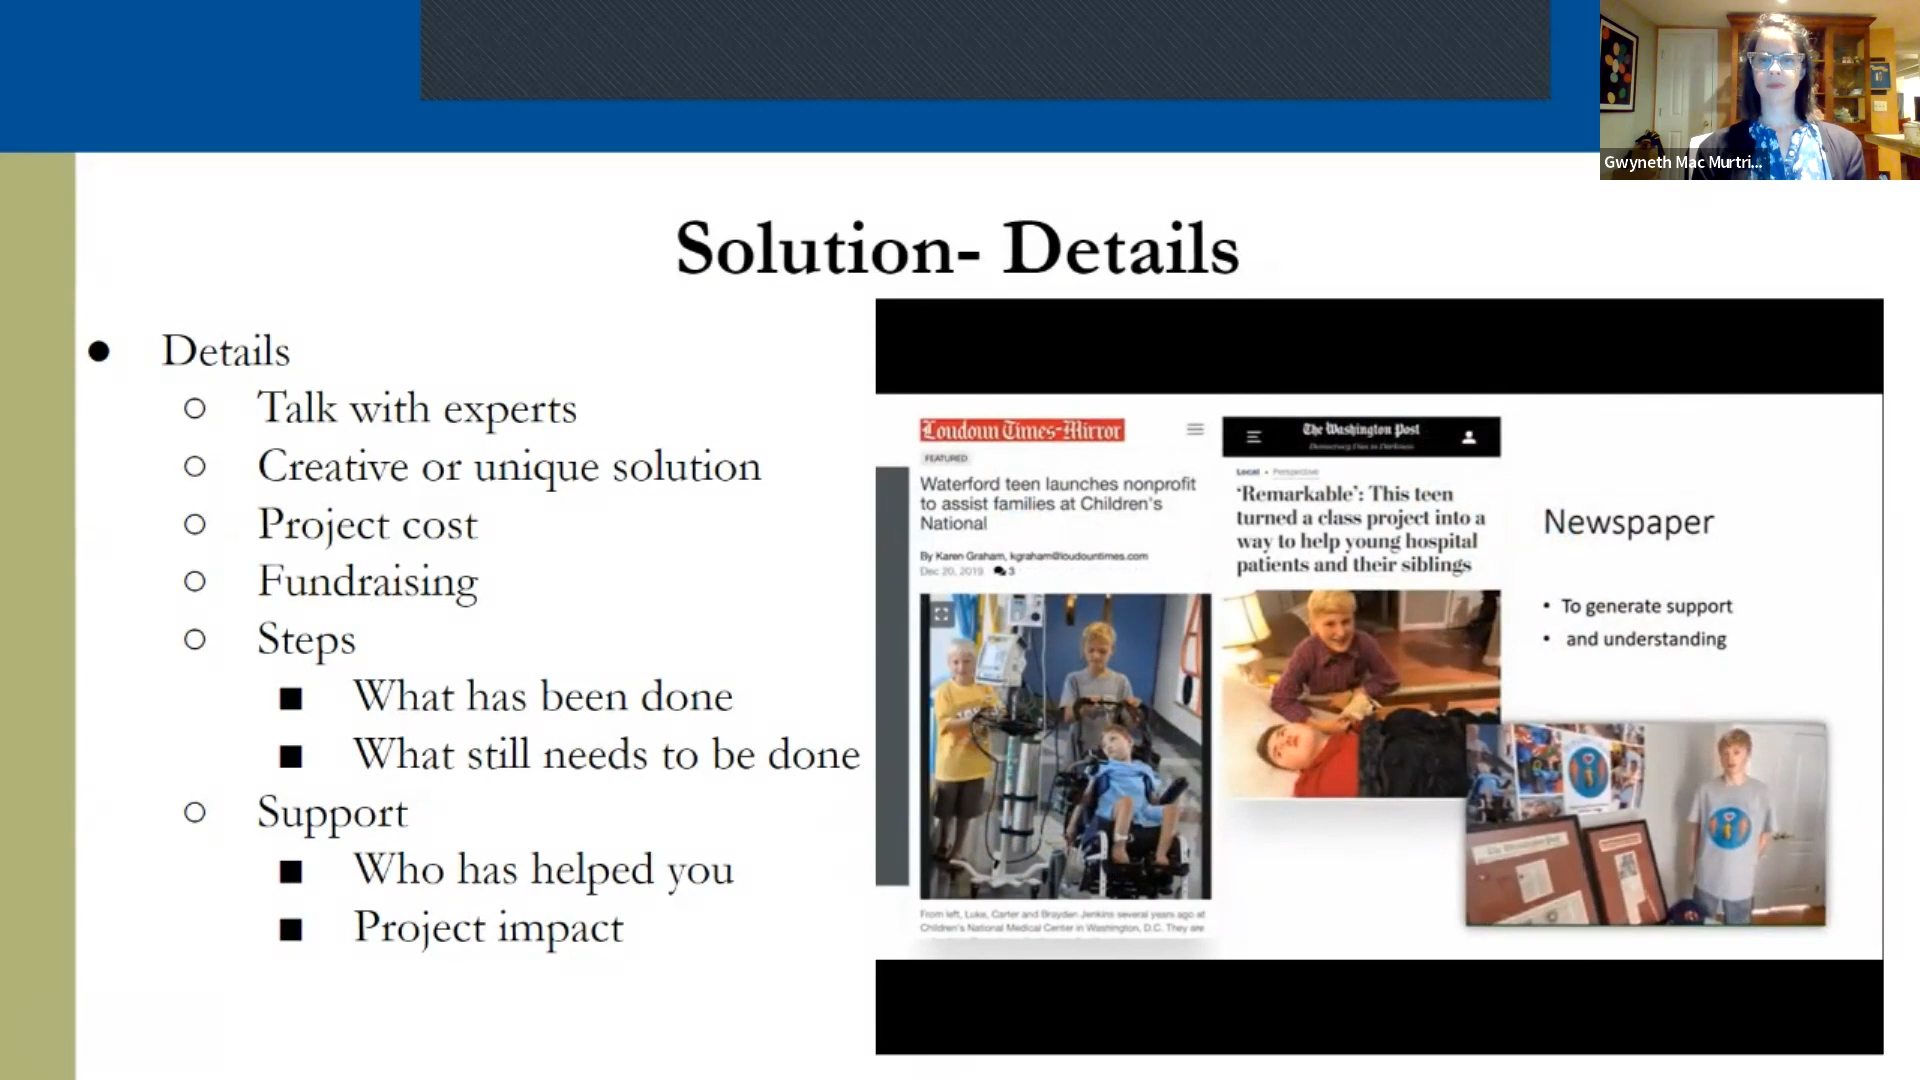 Gwyneth Mac Murtri...
Solution- Details
● Details
○ Talk with experts
○ Creative or unique solution
○ Project cost
○ Fundraising
○ Steps
■ What has been done
■ What still needs to be done
○ Support
■ Who has helped you
■ Project impact
Loudoun Times-Mirror
FEATURED
Waterford teen launches nonprofit
to assist families at Children's
National
By Karen Graham, kgraham@loudountimes.com
Dec 20, 2019 3
From left, Luke, Carter and Brayden Jenkins several years ago at
Children's National Medical Center in Washington, D.C. They are
The Washington Post
Democracy Dies in Darkness
Local • Perspective
‘Remarkable’: This teen
turned a class project into a
way to help young hospital
patients and their siblings
Newspaper
• To generate support
• and understanding
The Washington Post